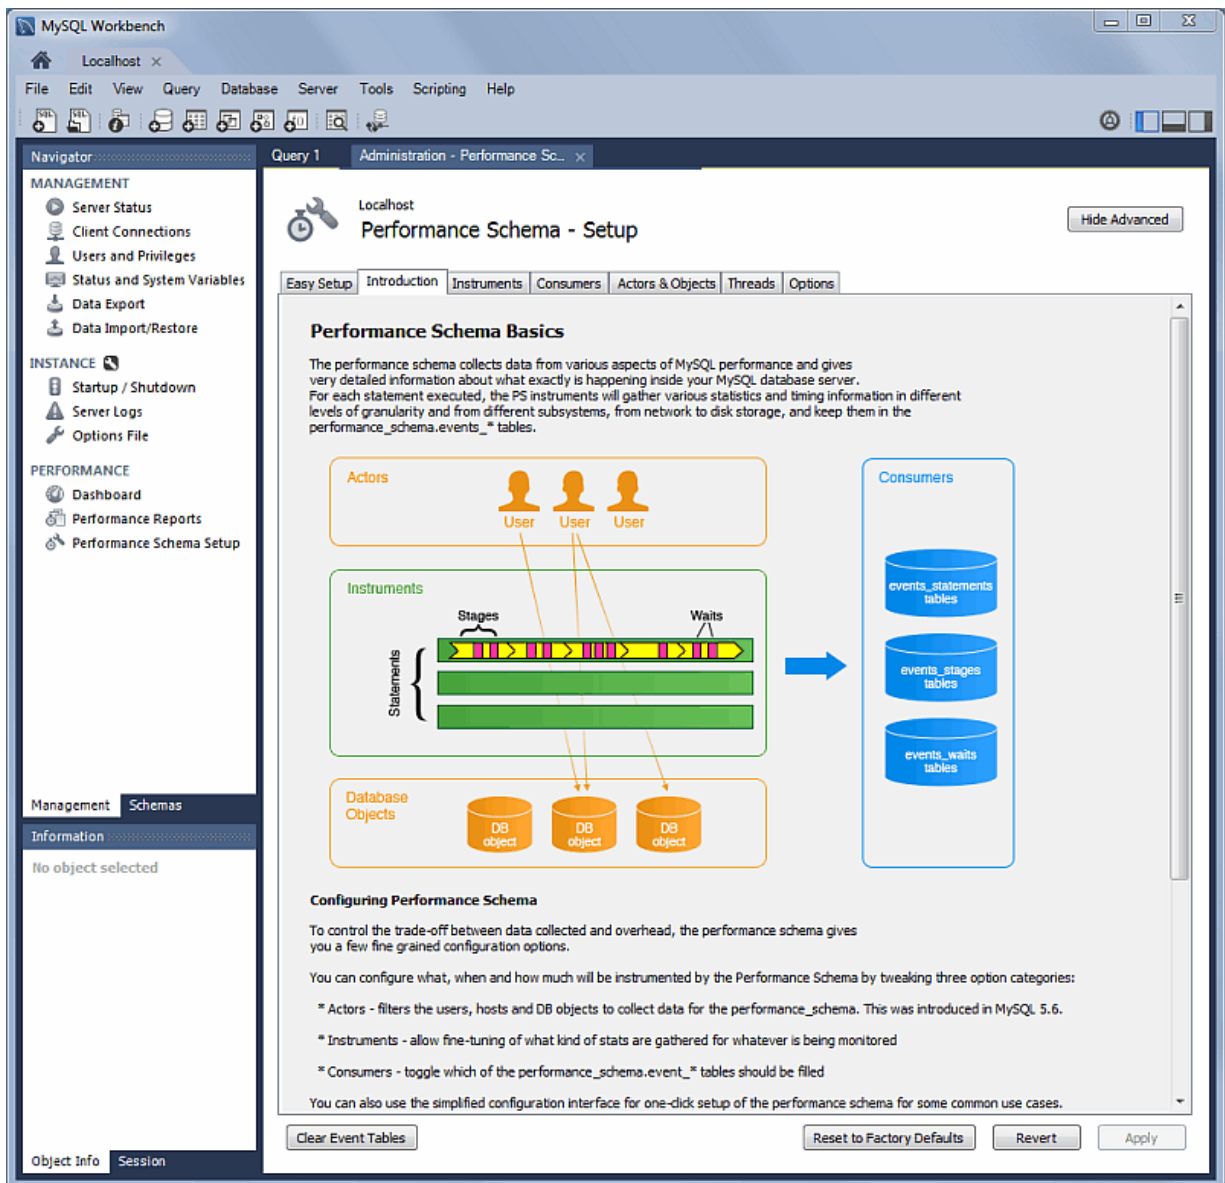 MySQL Workbench
Localhost
File Edit View Query Database Server Tools Scripting Help
Navigator
MANAGEMENT
Server Status
Client Connections
Users and Privileges
Status and System Variables
Data Export
Data Import/Restore
INSTANCE
Startup / Shutdown
Server Logs
Options File
PERFORMANCE
Dashboard
Performance Reports
Performance Schema Setup
Management Schemas
Information
No object selected
Object Info Session
Query 1 Administration - Performance Sc...
Localhost
Performance Schema - Setup
Hide Advanced
Easy Setup Introduction Instruments Consumers Actors & Objects Threads Options
Performance Schema Basics
The performance schema collects data from various aspects of MySQL performance and gives
very detailed information about what exactly is happening inside your MySQL database server.
For each statement executed, the PS instruments will gather various statistics and timing information in different
levels of granularity and from different subsystems, from network to disk storage, and keep them in the
performance_schema.events_* tables.
Actors
User User User
Instruments
Stages Waits
Statements
Database
Objects
DB
object
DB
object
DB
object
Consumers
events_statements
tables
events_stages
tables
events_waits
tables
Configuring Performance Schema
To control the trade-off between data collected and overhead, the performance schema gives
you a few fine grained configuration options.
You can configure what, when and how much will be instrumented by the Performance Schema by tweaking three option categories:
* Actors - filters the users, hosts and DB objects to collect data for the performance_schema. This was introduced in MySQL 5.6.
* Instruments - allow fine-tuning of what kind of stats are gathered for whatever is being monitored
* Consumers - toggle which of the performance_schema.event_* tables should be filled
You can also use the simplified configuration interface for one-click setup of the performance schema for some common use cases.
Clear Event Tables Reset to Factory Defaults Revert Apply